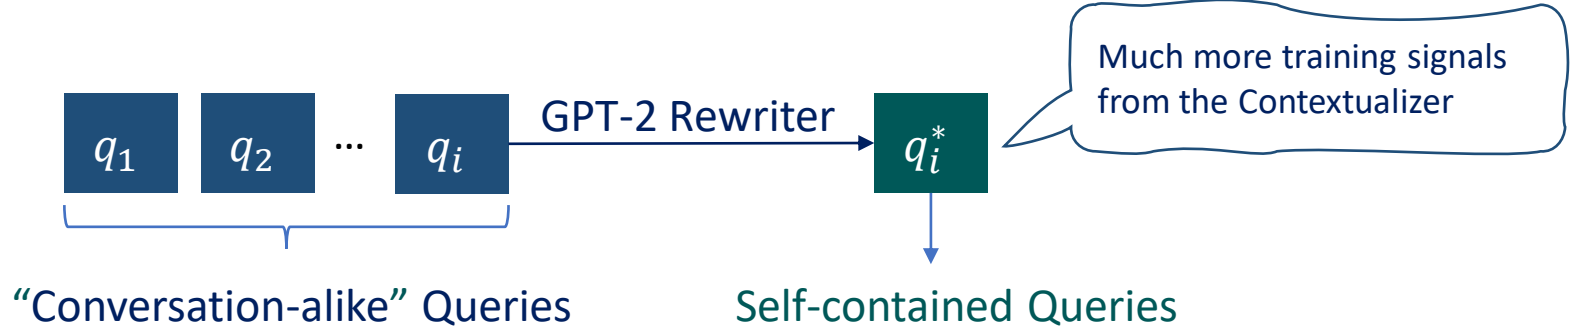 Much more training signals
from the Contextualizer
GPT-2 Rewriter
q₁ q₂ ... qᵢ qᵢ*
“Conversation-alike” Queries Self-contained Queries